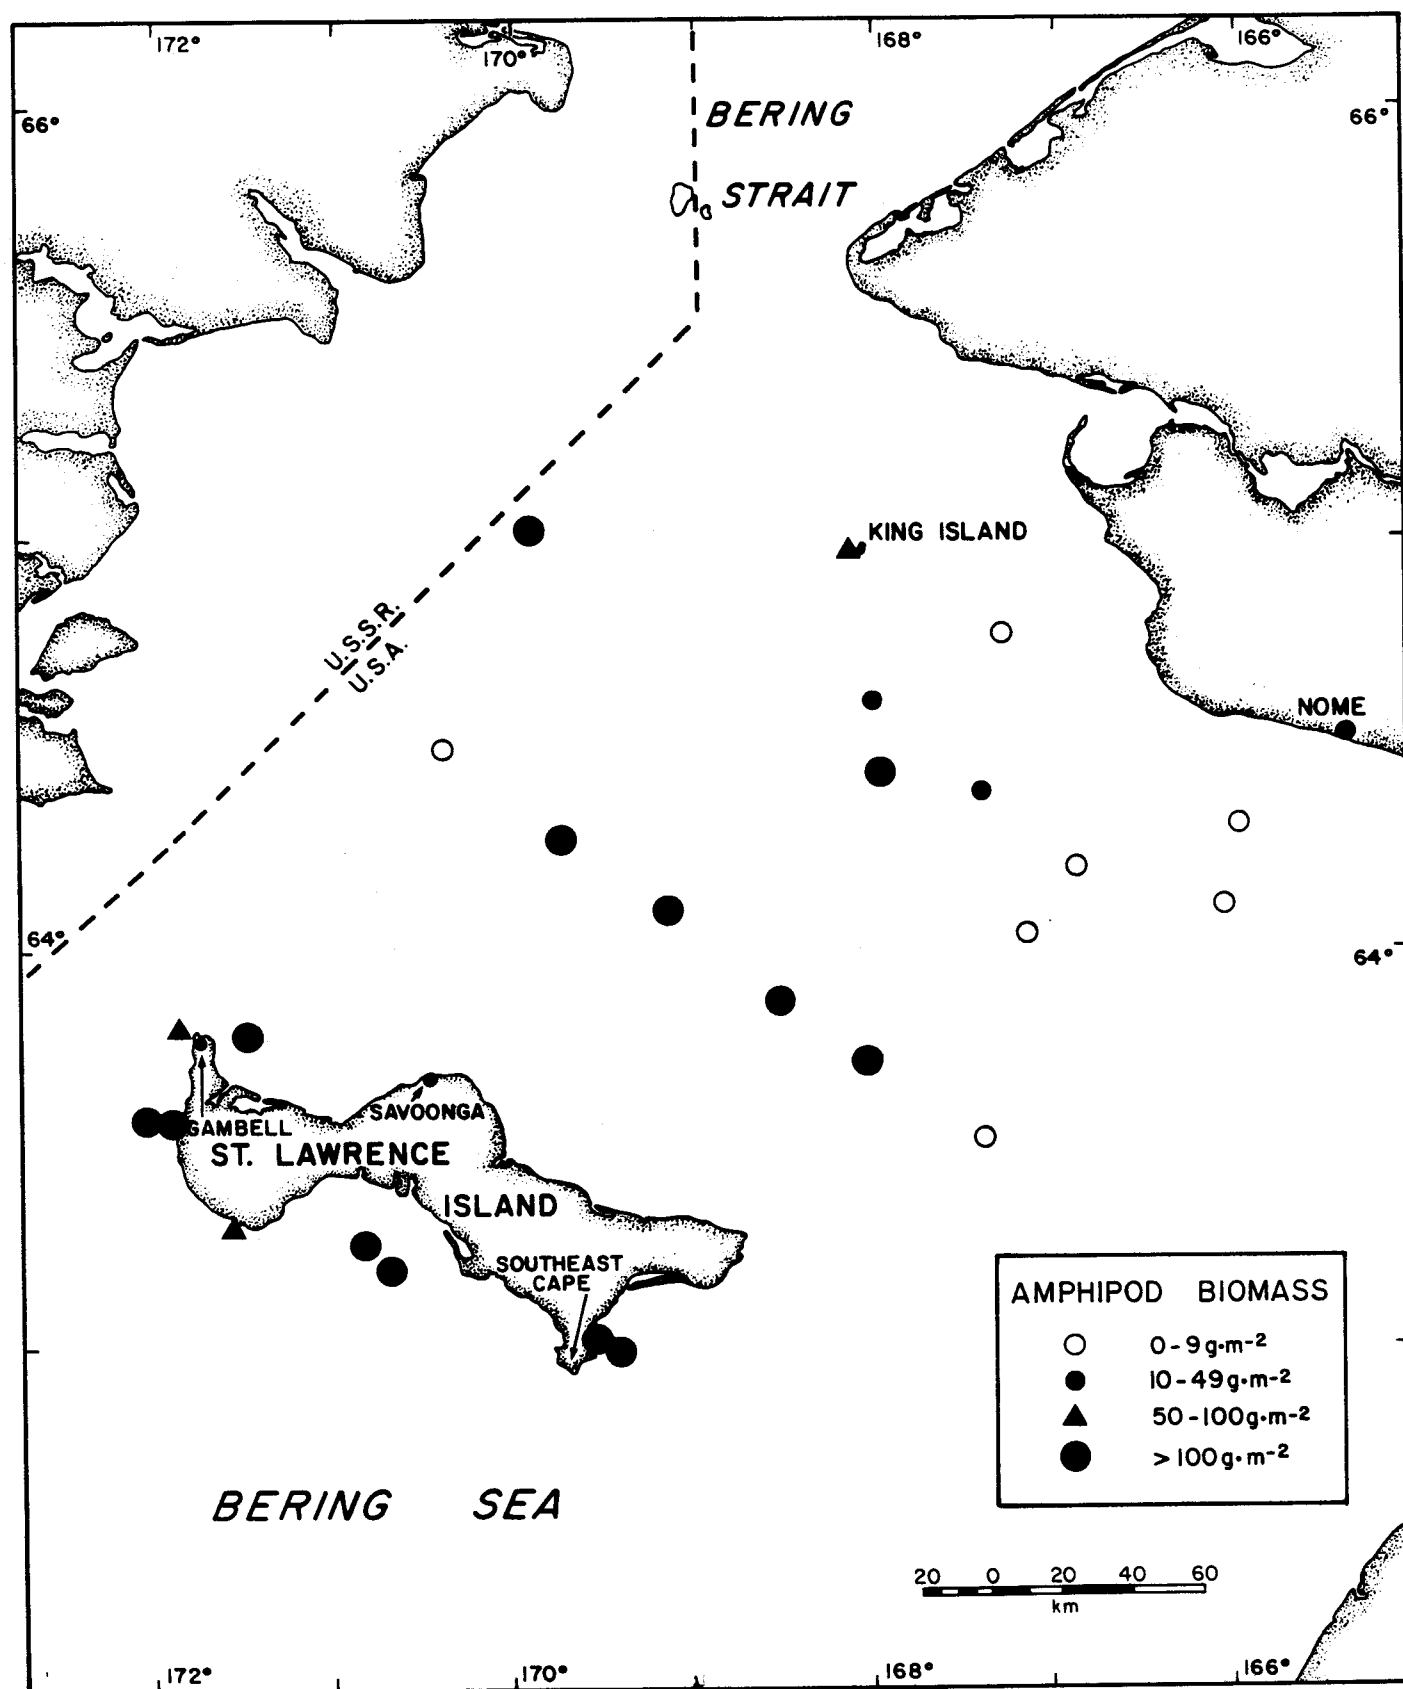 172°
170°
168°
166°
66°
66°
BERING
STRAIT
KING ISLAND
U.S.S.R.
U.S.A.
NOME
64°
64°
SAVOONGA
GAMBELL
ST. LAWRENCE
ISLAND
SOUTHEAST
CAPE
AMPHIPOD BIOMASS
0-9g·m⁻²
10-49g·m⁻²
50-100g·m⁻²
>100g·m⁻²
BERING SEA
20 0 20 40 60
km
172°
170°
168°
166°